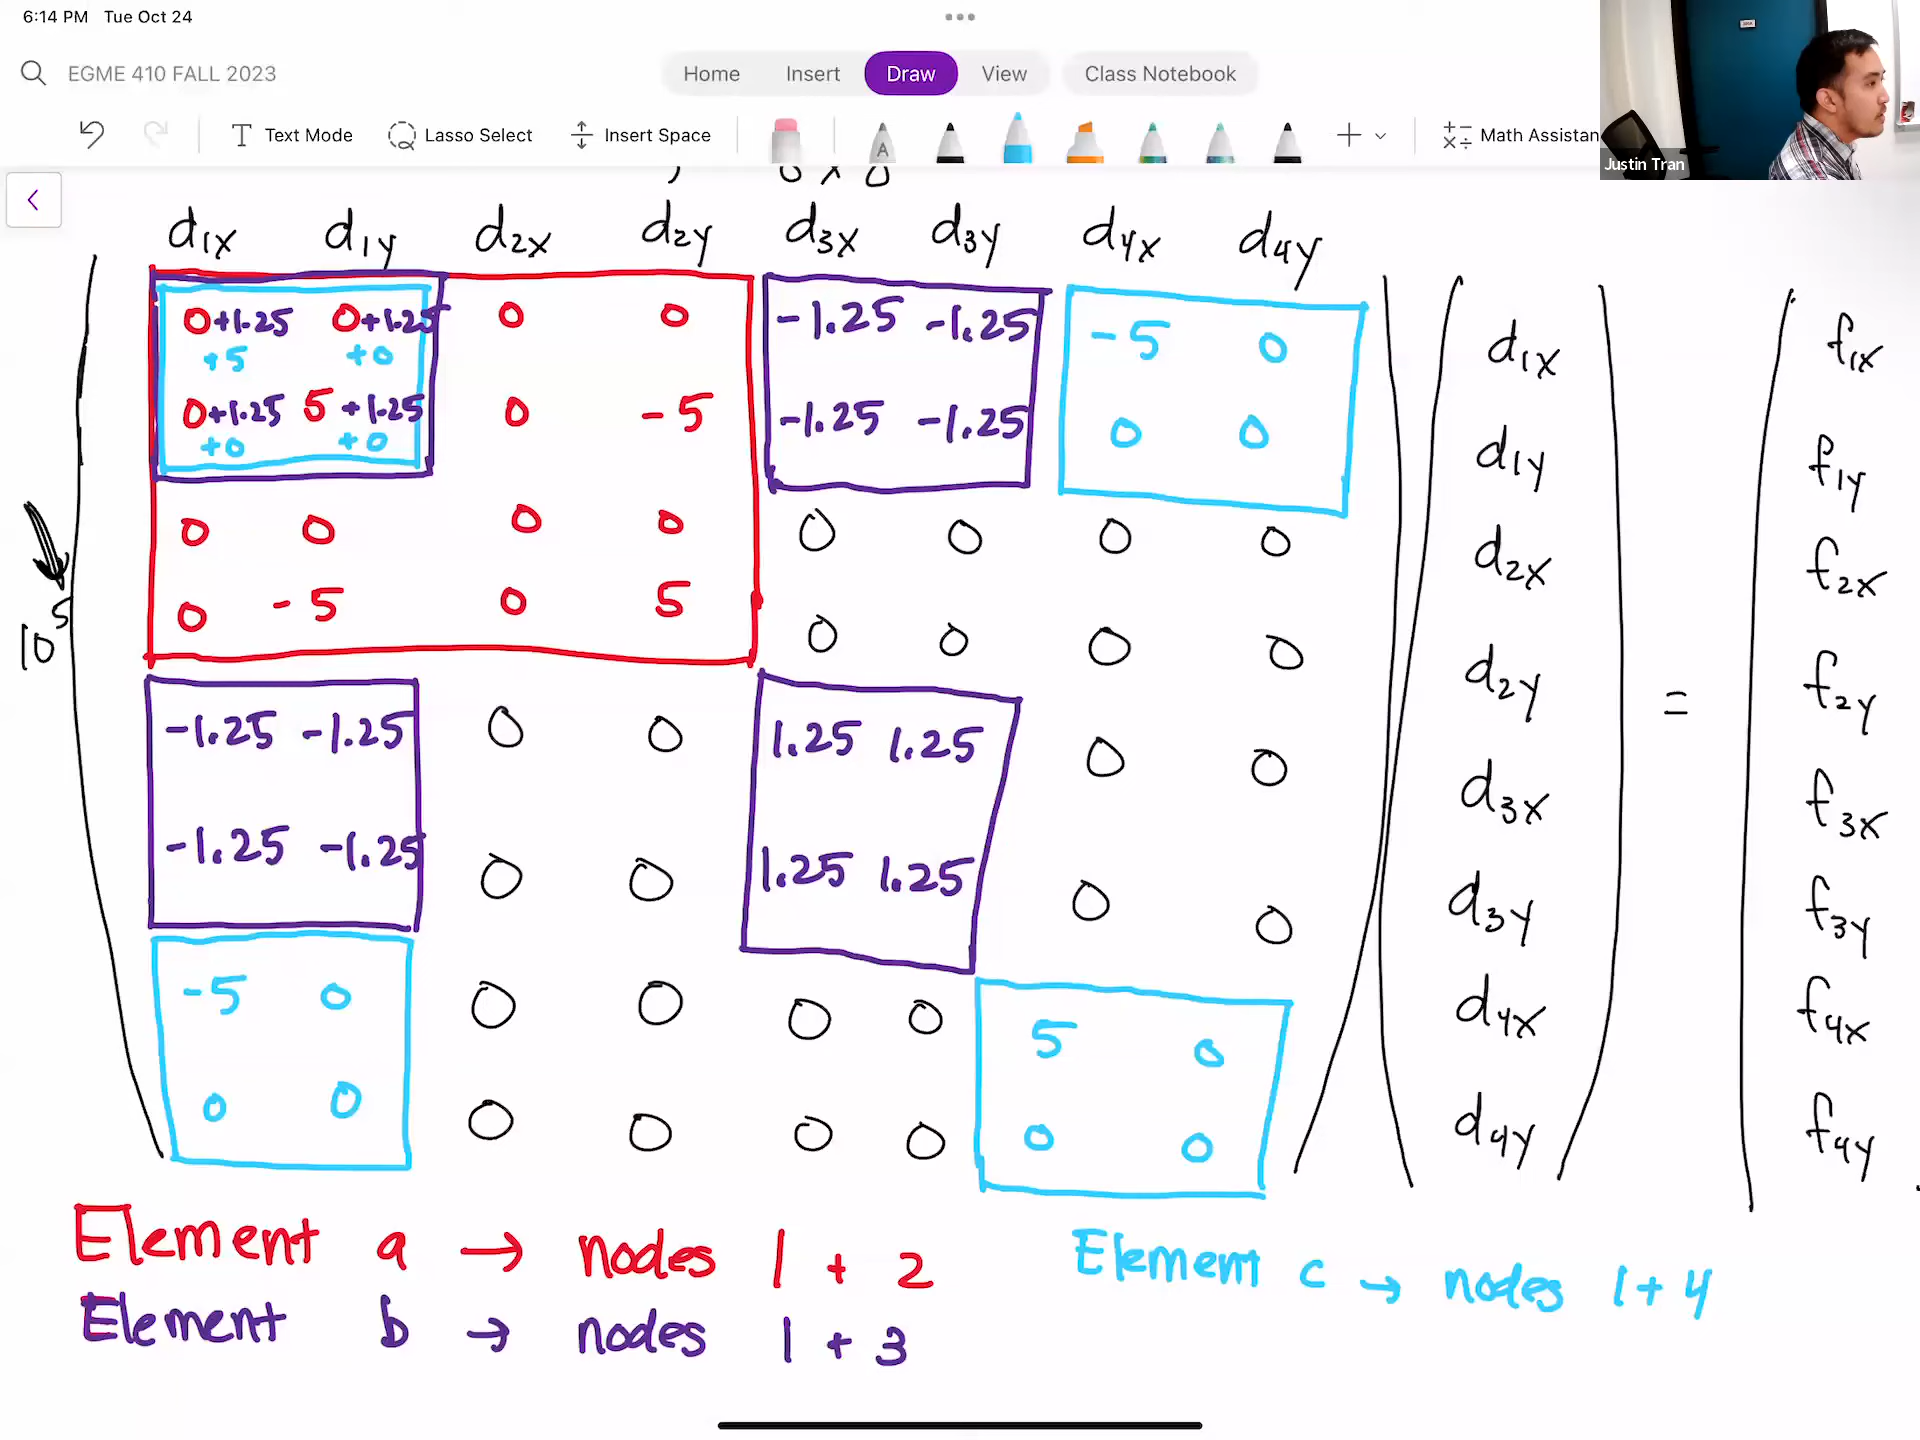 6:14 PM Tue Oct 24
EGME 410 FALL 2023
Home Insert Draw View Class Notebook
Text Mode Lasso Select Insert Space A Math Assistan
Justin Tran
8 x 8
d1x d1y d2x d2y d3x d3y d4x d4y
0+1.25 0+1.25 0 0 -1.25 -1.25 -5 0 d1x f1x
+5 +0
0+1.25 5+1.25 0 -5 -1.25 -1.25 0 0 d1y f1y
+0 +0
0 0 0 0 0 0 0 0 d2x f2x
10^5 0 -5 0 5 0 0 0 0 d2y = f2y
-1.25 -1.25 0 0 1.25 1.25 0 0 d3x f3x
-1.25 -1.25 0 0 1.25 1.25 0 0 d3y f3y
-5 0 0 0 0 0 5 0 d4x f4x
0 0 0 0 0 0 0 0 d4y f4y
Element a → nodes 1 + 2
Element b → nodes 1 + 3
Element c → nodes 1 + 4